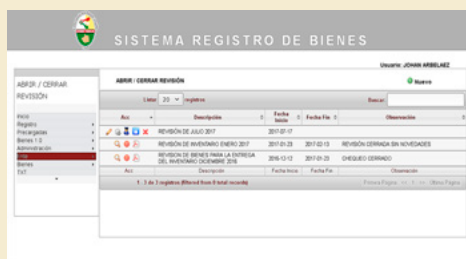 SISTEMA REGISTRO DE BIENES
Usuario: JOHAN ARBELAEZ
ABRIR / CERRAR
REVISIÓN
ABRIR / CERRAR REVISIÓN
Nuevo
Listar 20 registros
Buscar:
Acc Descripción Fecha Inicio Fecha Fin Observación
Inicio
Registro
Precargadas
Bienes 1.0
Administración
Bienes
TNT
REVISIÓN DE JULIO 2017 2017-07-17
REVISIÓN DE INVENTARIO ENERO 2017 2017-01-23 2017-02-13 REVISIÓN CERRADA SIN NOVEDADES
REVISION DE BIENES PARA LA ENTREGA DEL INVENTARIO DICIEMBRE 2016 2016-12-12 2017-01-23 CHEQUEO CERRADO
Acc Descripción Fecha Inicio Fecha Fin Observación
1 - 3 de 3 registros (filtered from 8 total records)
Primera Página << 1 >> Última Página